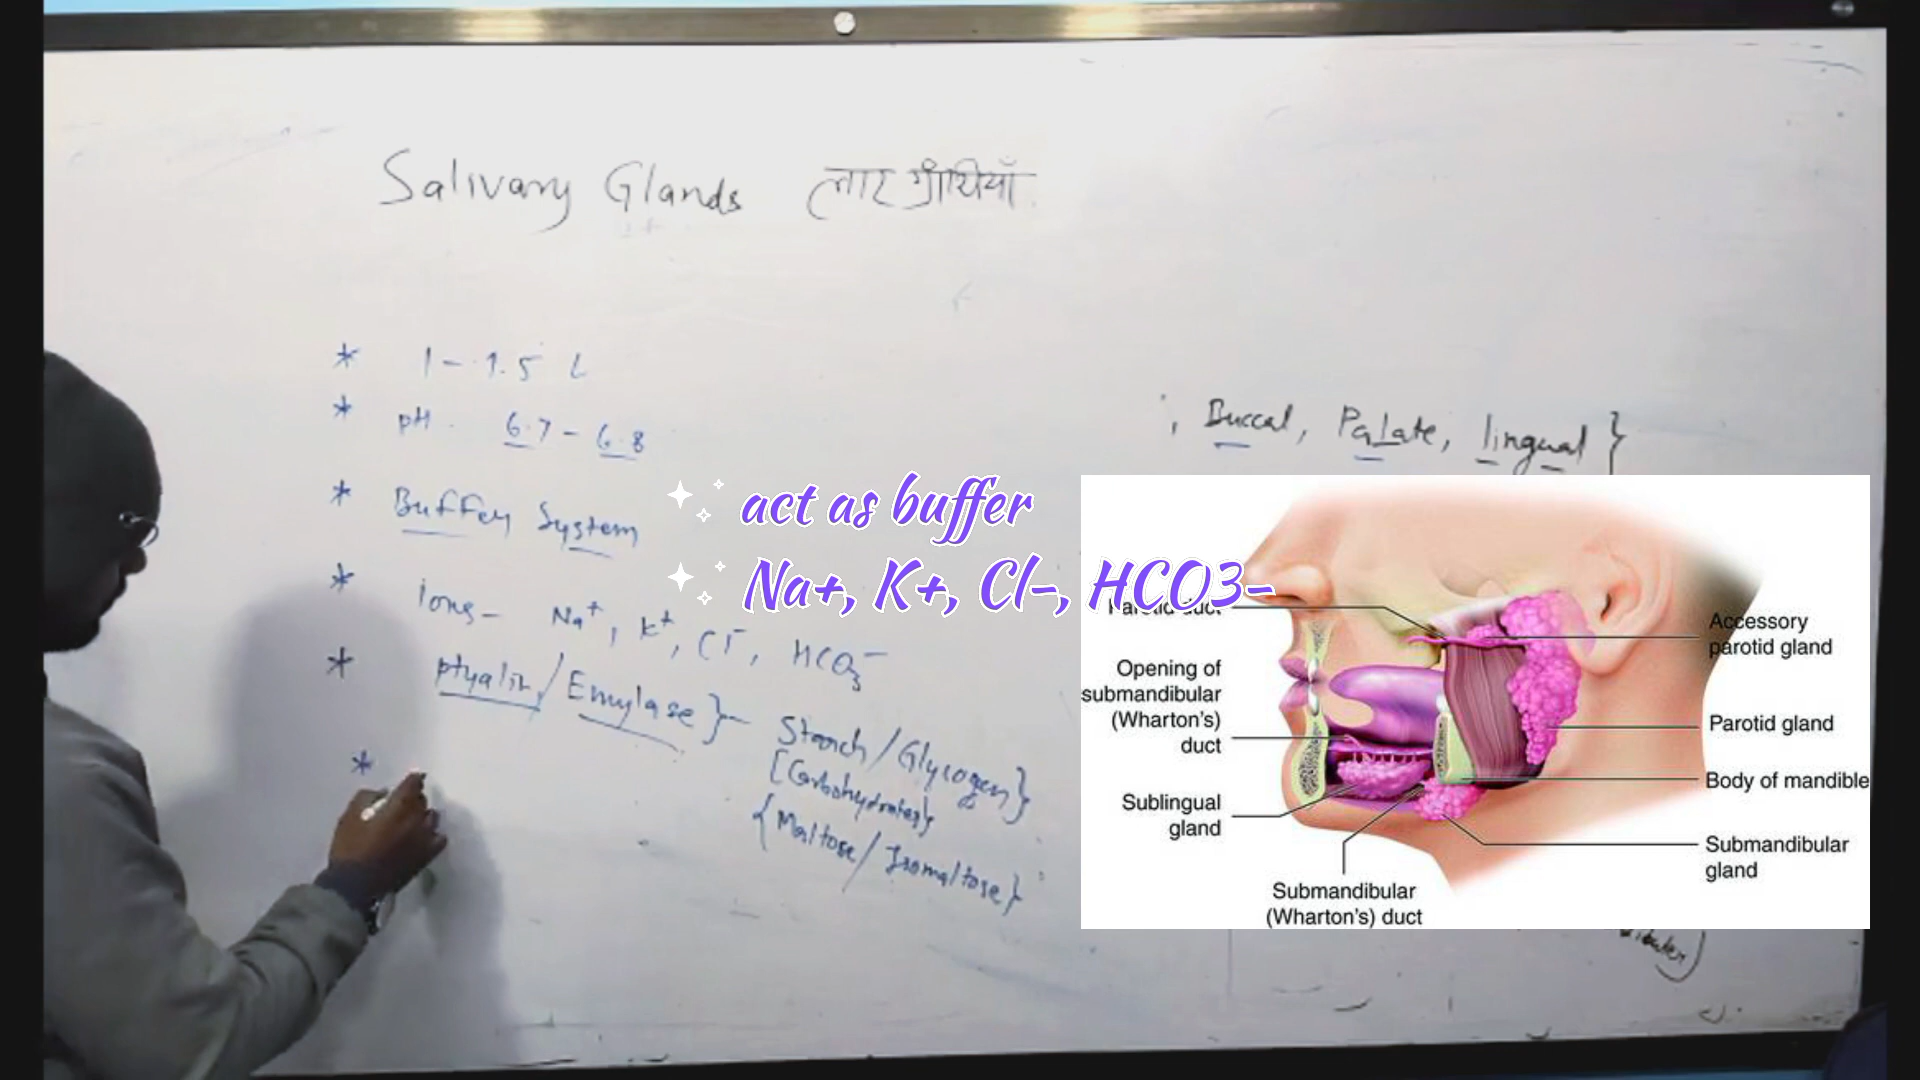 Salivary Glands लार ग्रंथियाँ
* 1 - 1.5 L
* pH. 6.7 - 6.8
* Buffer System
* ions - Na+, K+, Cl-, HCO3-
* ptyalin / Emylase } - Starch / Glycogen }
[Carbohydrates}
{ Maltose / Isomaltose }
*
; Buccal, Palate, lingual }
act as buffer
Na+, K+, Cl-, HCO3-
Parotid duct
Opening of
submandibular
(Wharton's)
duct
Sublingual
gland
Submandibular
(Wharton's) duct
Accessory
parotid gland
Parotid gland
Body of mandible
Submandibular
gland